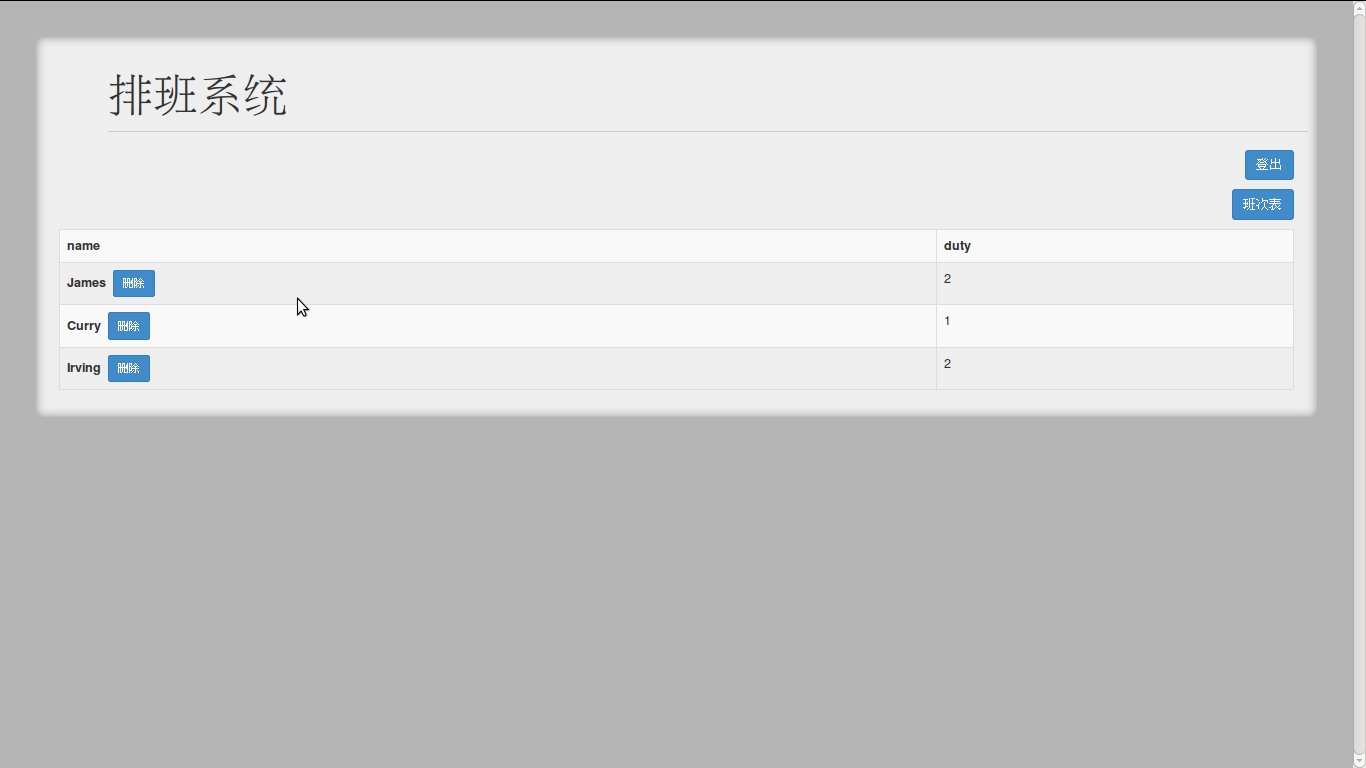 排班系统
登出
班次表
name duty
James 删除 2
Curry 删除 1
Irving 删除 2